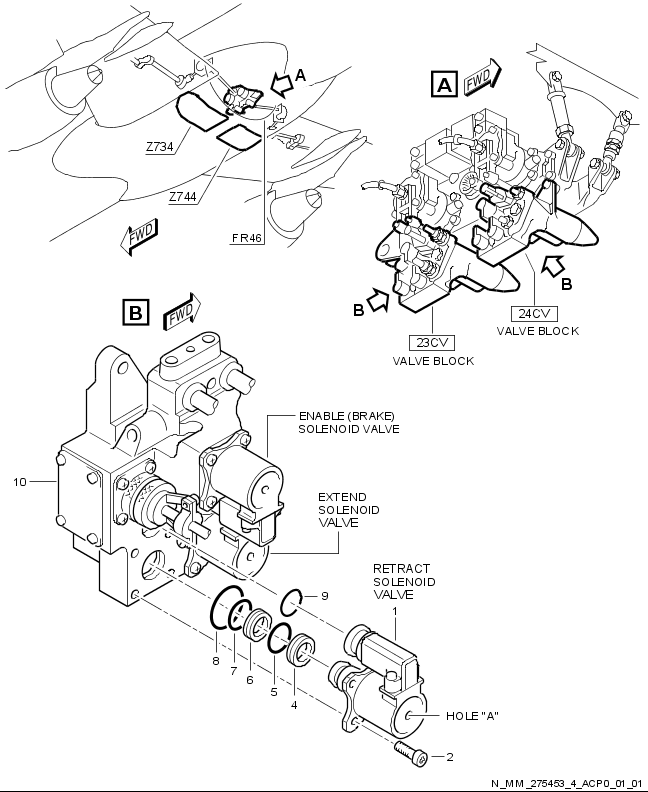 A
Z734
Z744
FR46
FWD
A
FWD
B
B
23CV
VALVE BLOCK
24CV
VALVE BLOCK
B
FWD
ENABLE (BRAKE)
SOLENOID VALVE
10
EXTEND
SOLENOID
VALVE
RETRACT
SOLENOID
VALVE
1
9
8
7
6
5
4
HOLE "A"
2
N_MM_275453_4_ACP0_01_01